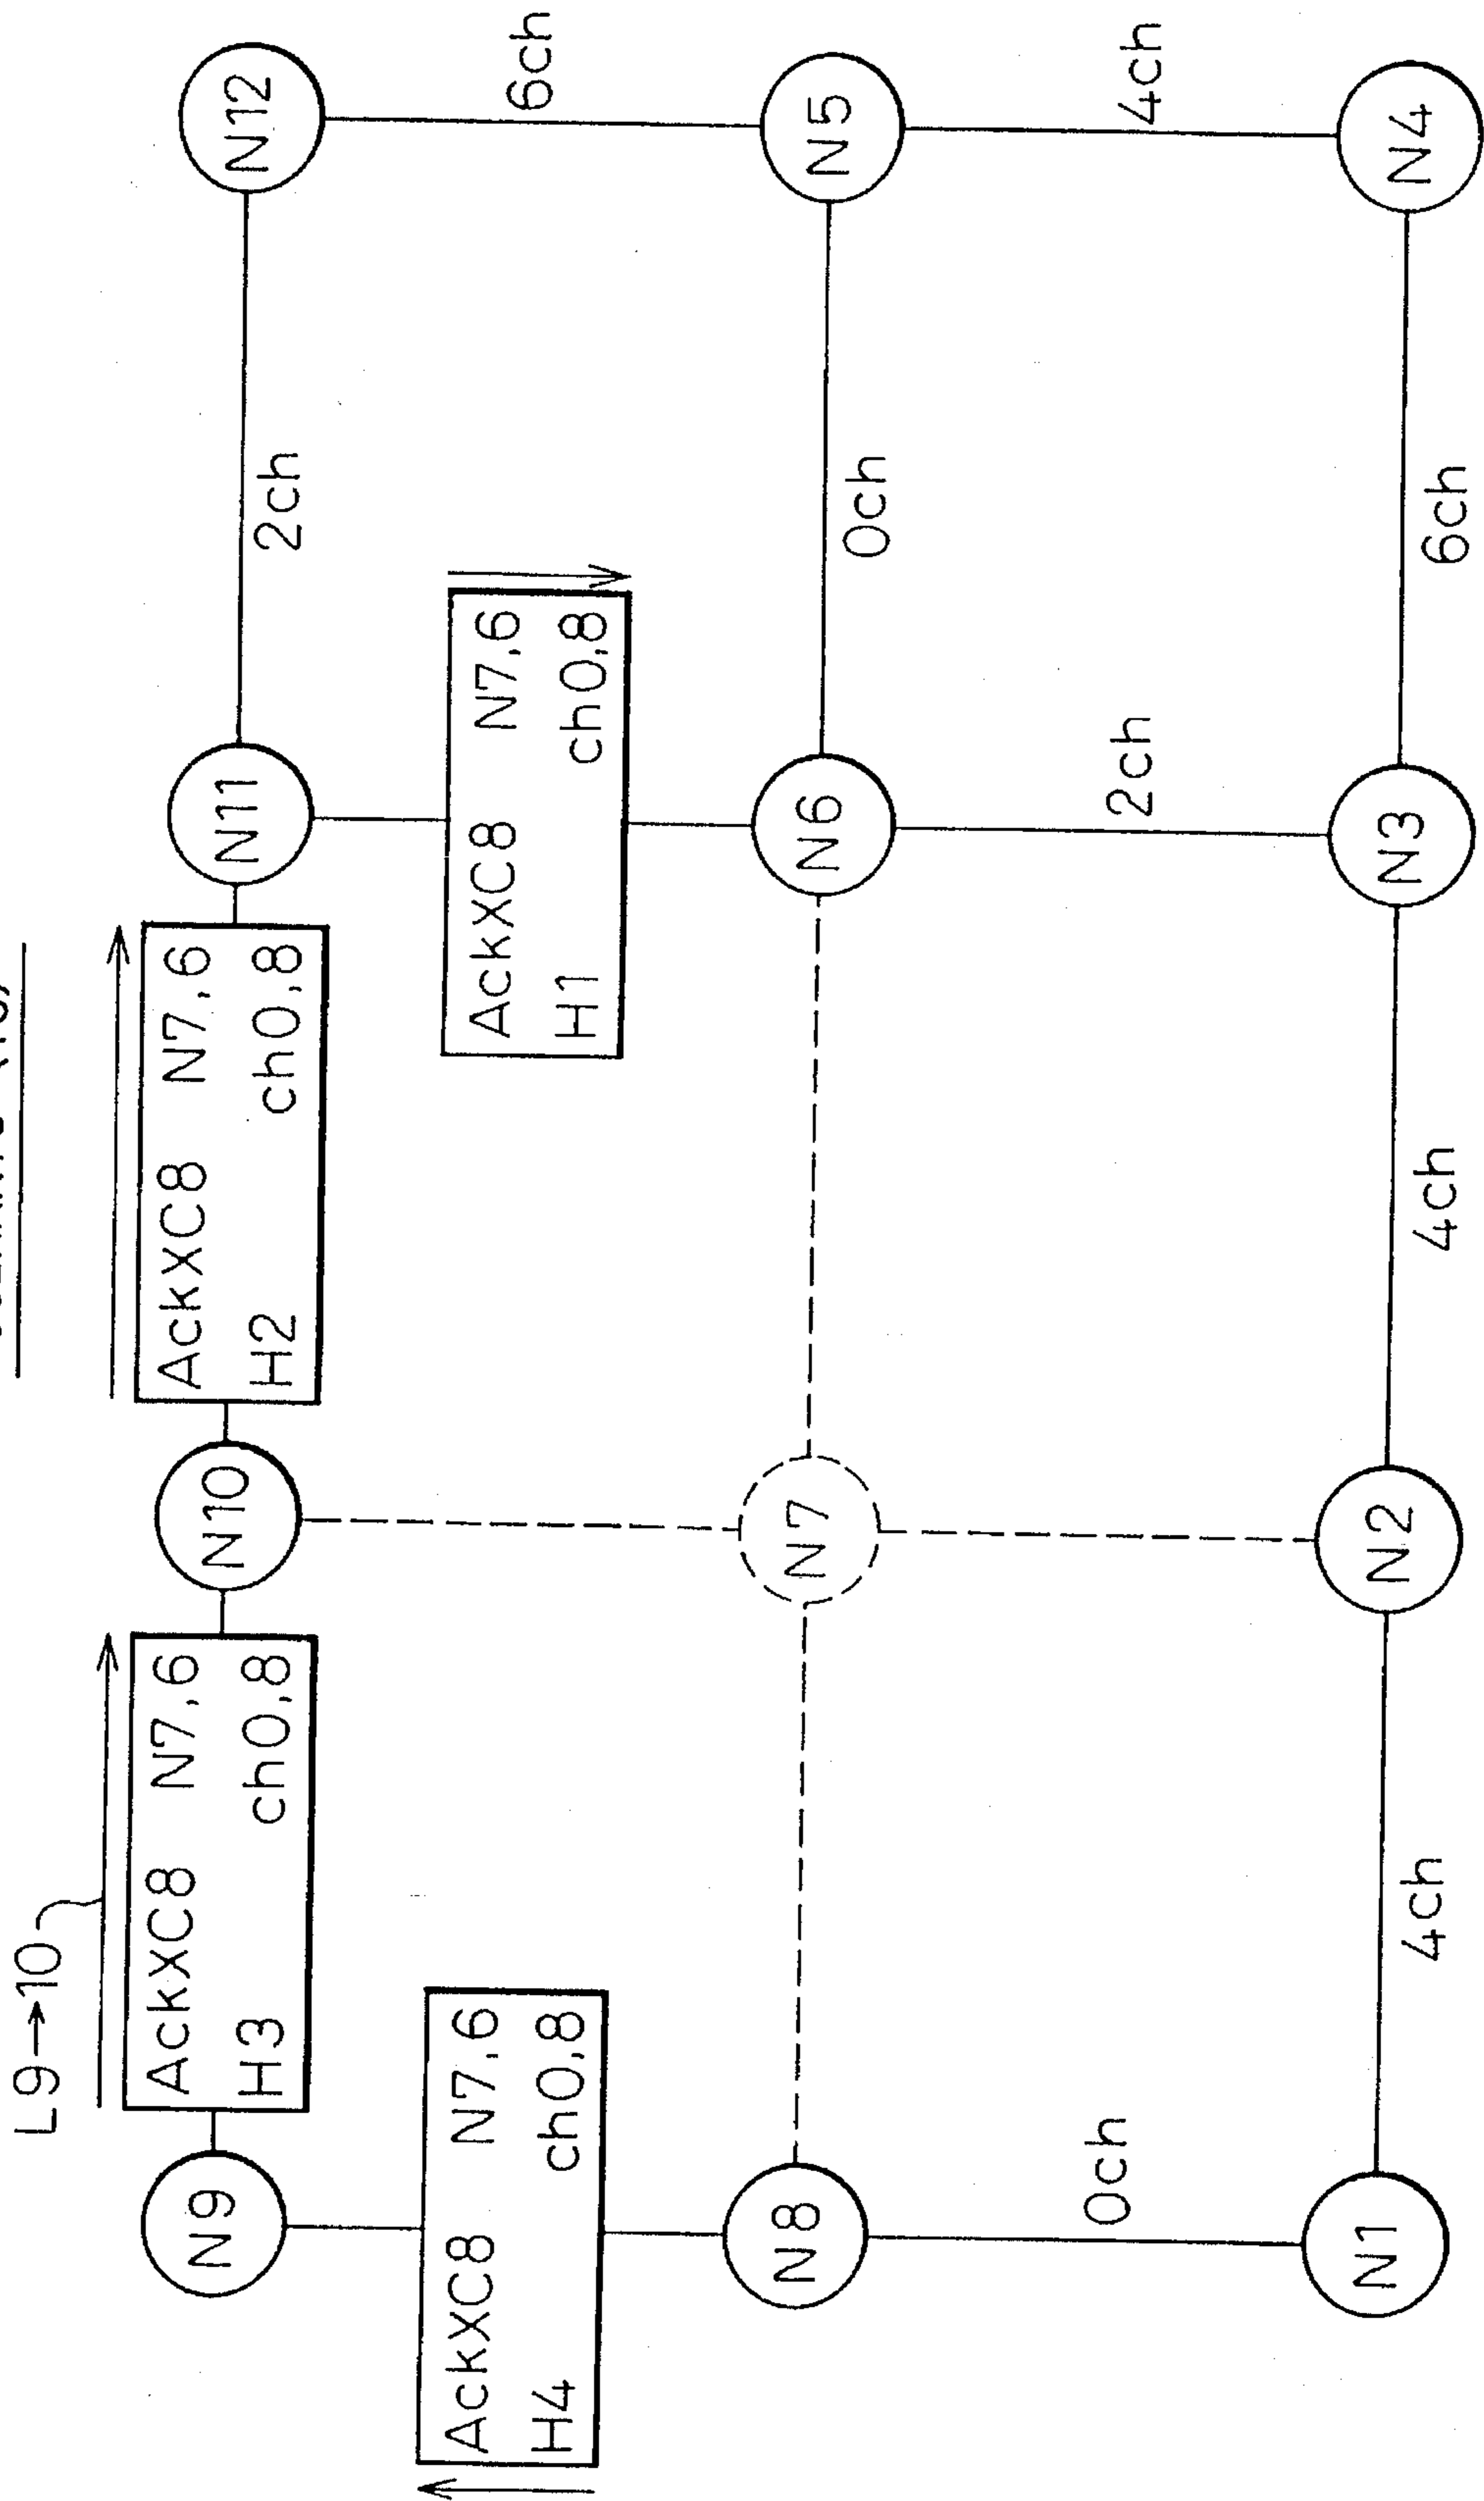 L9→10
N9
AckXC8 N7,6
H3 ch0,8
N10
AckXC8 N7,6
H2 ch0,8
N11
2ch
N12
AckXC8 N7,6
H4 ch0,8
AckXC8 N7,6
H1 ch0,8
6ch
N8
N7
N6
0ch
N5
0ch
2ch
4ch
N1
4ch
N2
4ch
N3
6ch
N4